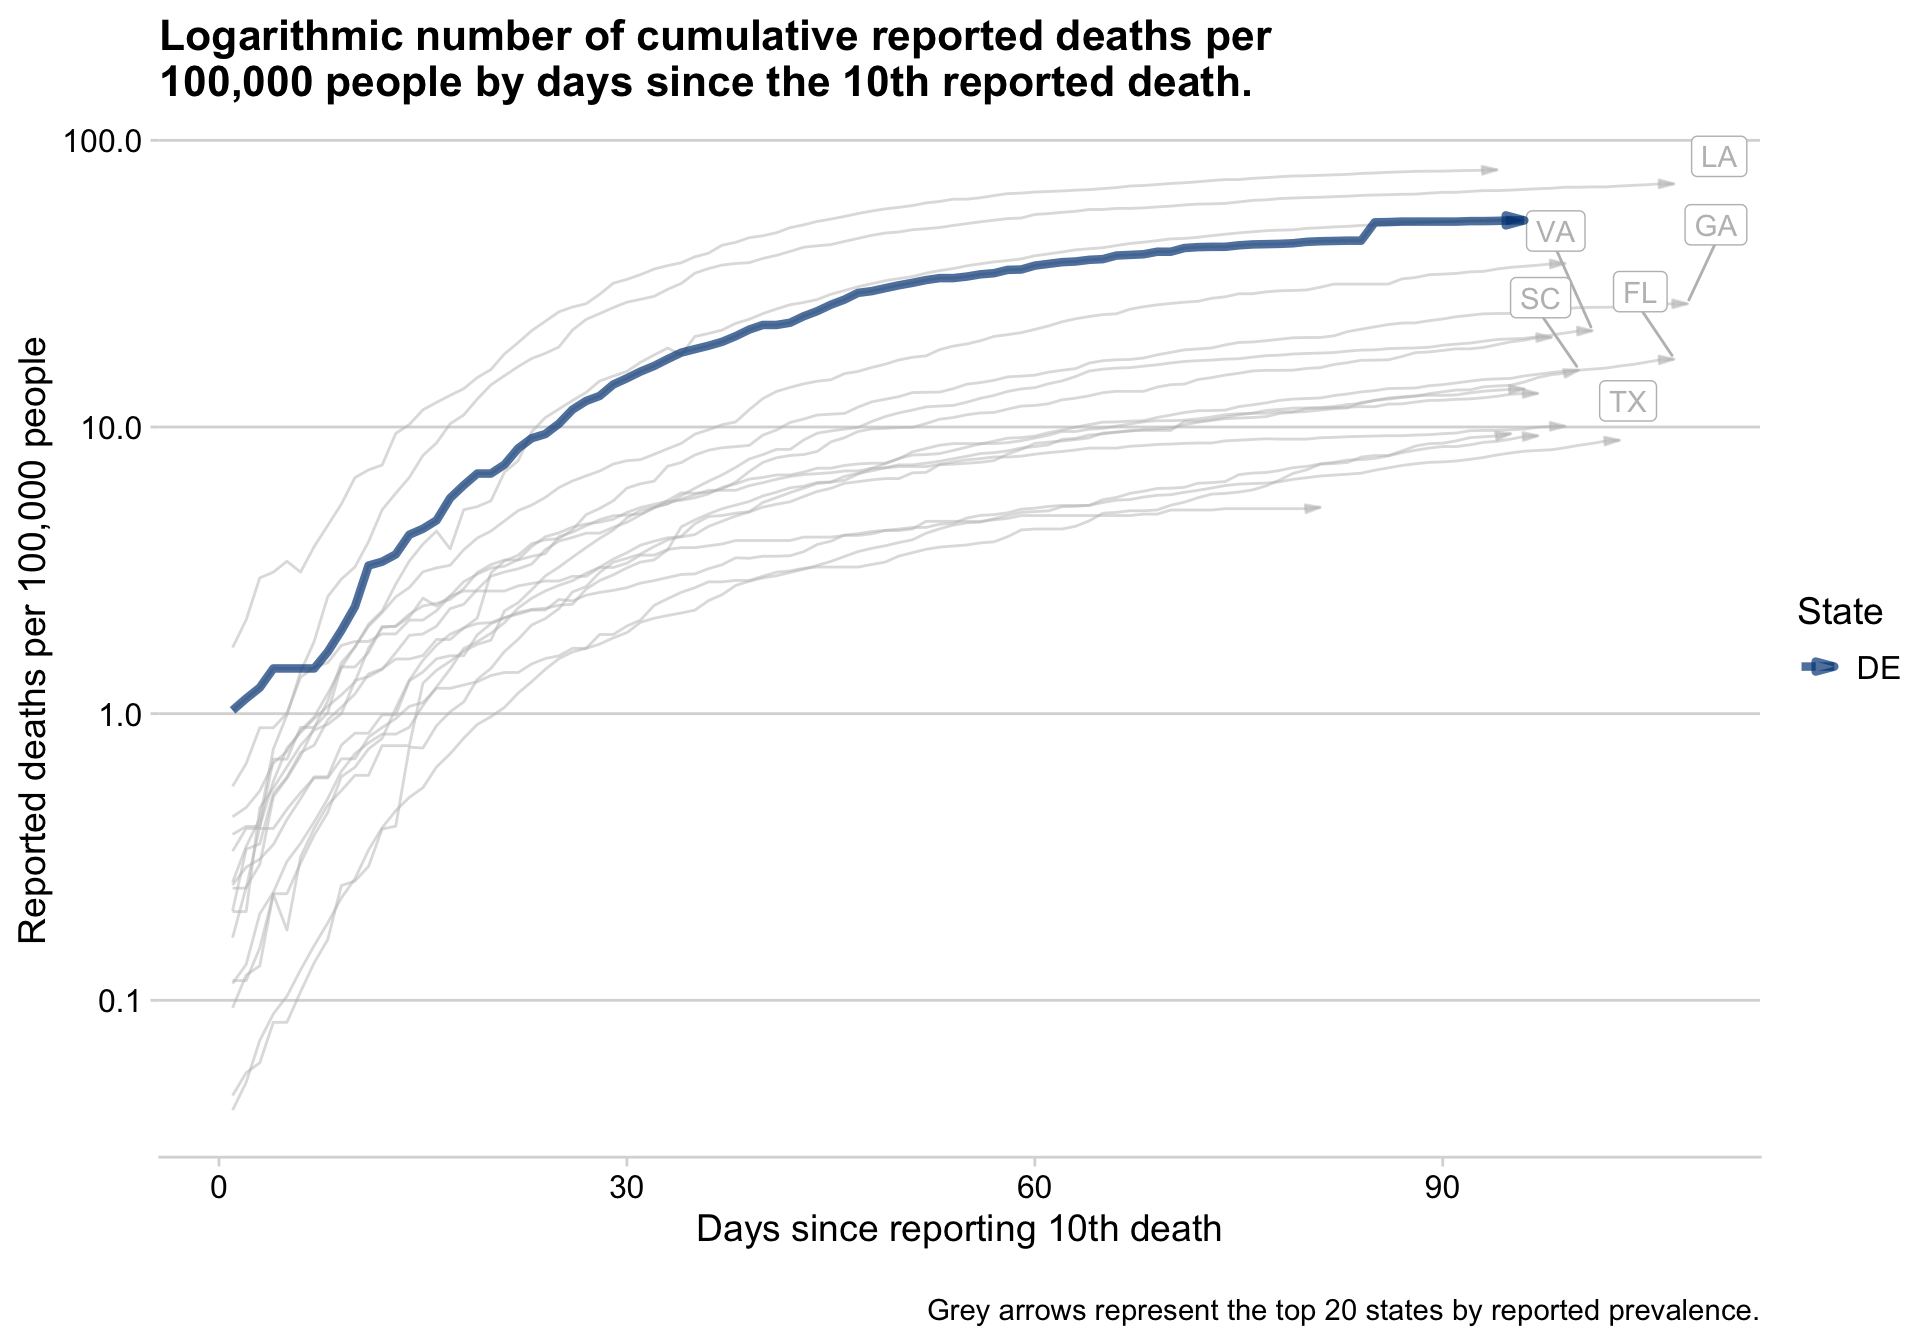 Logarithmic number of cumulative reported deaths per
100,000 people by days since the 10th reported death.
100.0
10.0
1.0
0.1
Reported deaths per 100,000 people
LA
VA
GA
SC
FL
TX
State
DE
0
30
60
90
Days since reporting 10th death
Grey arrows represent the top 20 states by reported prevalence.